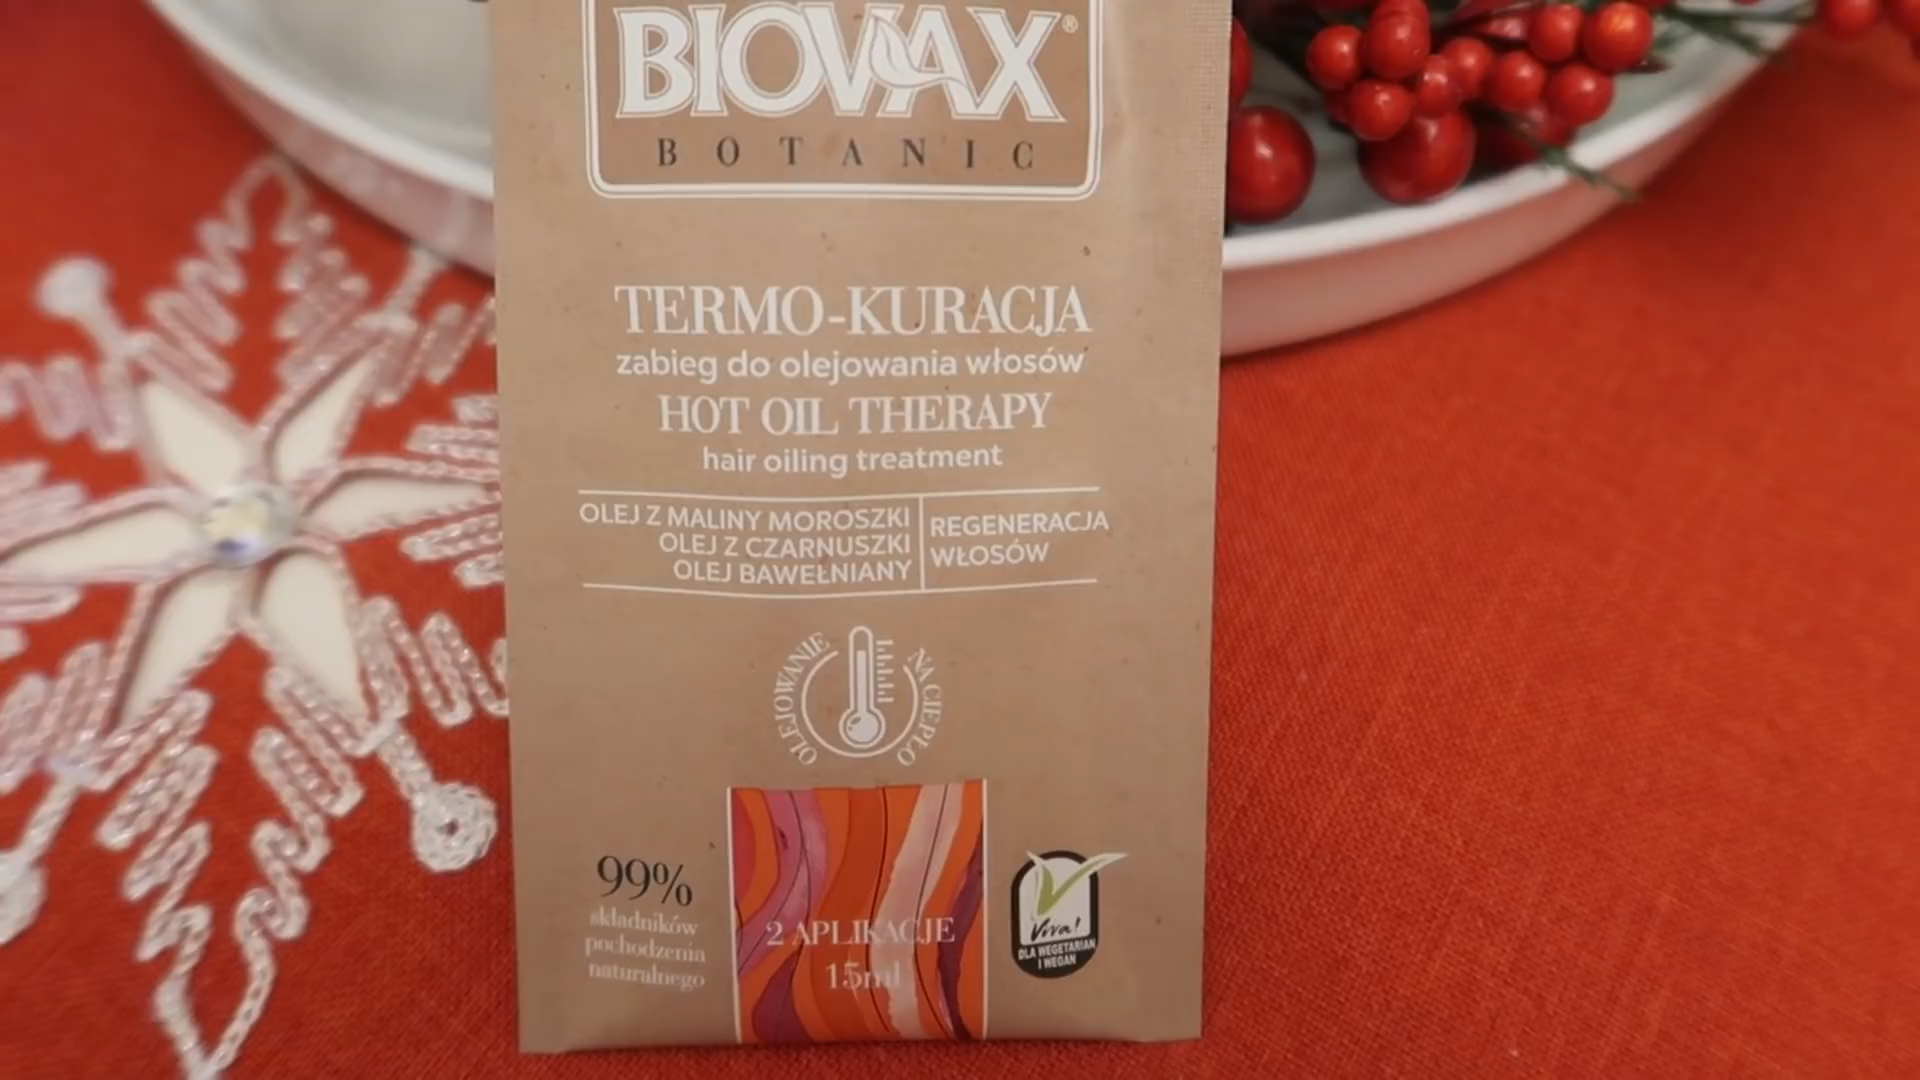 BIOVAX®
BOTANIC
TERMO-KURACJA
zabieg do olejowania włosów
HOT OIL THERAPY
hair oiling treatment
OLEJ Z MALINY MOROSZKI
OLEJ Z CZARNUSZKI
OLEJ BAWEŁNIANY
REGENERACJA
WŁOSÓW
OLEJOWANIE NA CIEPŁO
99%
składników
pochodzenia
naturalnego
2 APLIKACJE
15ml
Viva!
DLA WEGETARIAN
I WEGAN